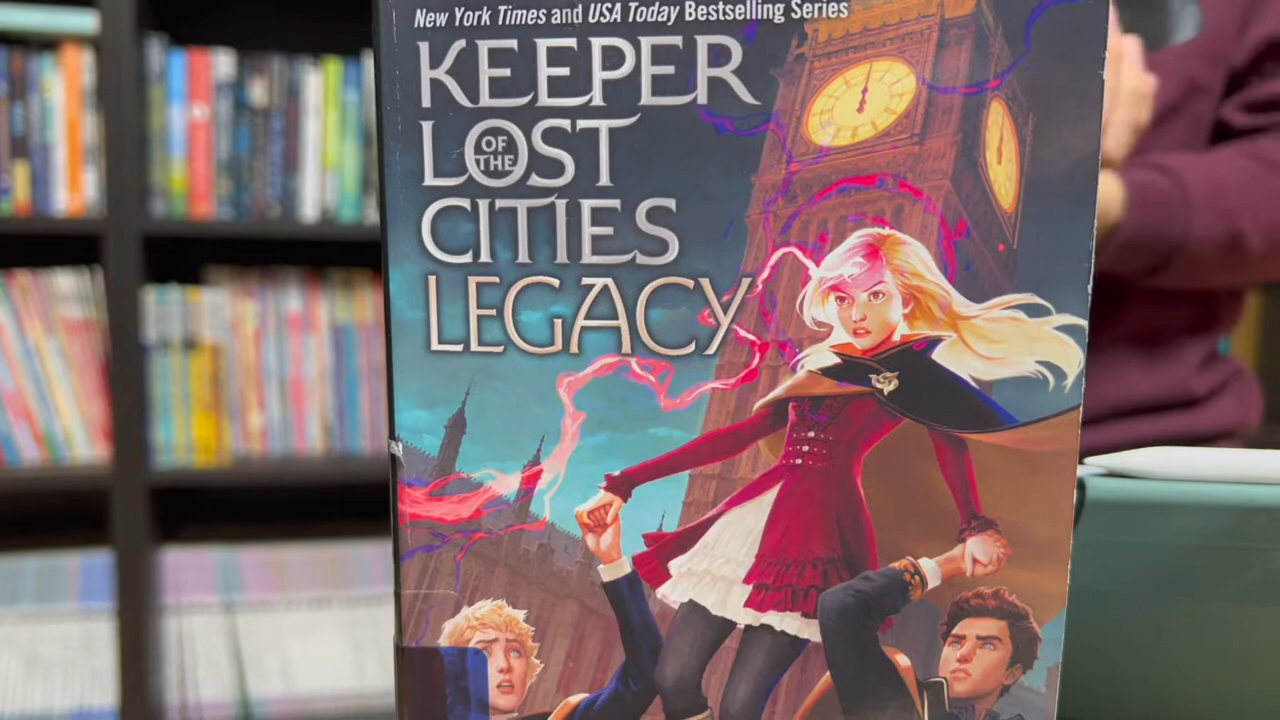 New York Times and USA Today Bestselling Series
KEEPER
OF THE
LOST
CITIES
LEGACY